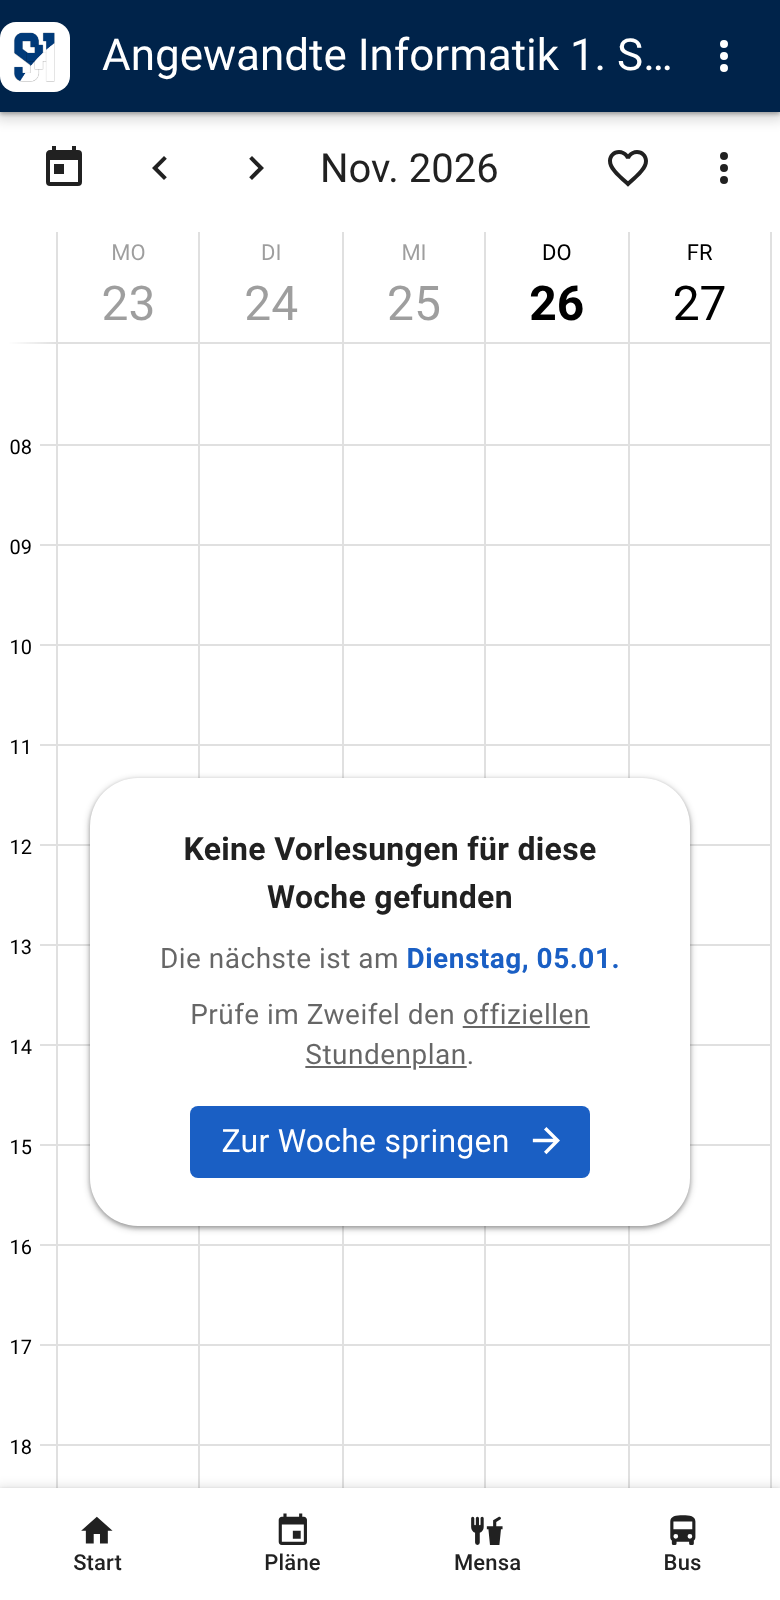 Angewandte Informatik 1. S...
Nov. 2026
MO DI MI DO FR
23 24 25 26 27
08
09
10
11
12
13
14
15
16
17
18
Keine Vorlesungen für diese
Woche gefunden
Die nächste ist am Dienstag, 05.01.
Prüfe im Zweifel den offiziellen
Stundenplan.
Zur Woche springen
Start Pläne Mensa Bus